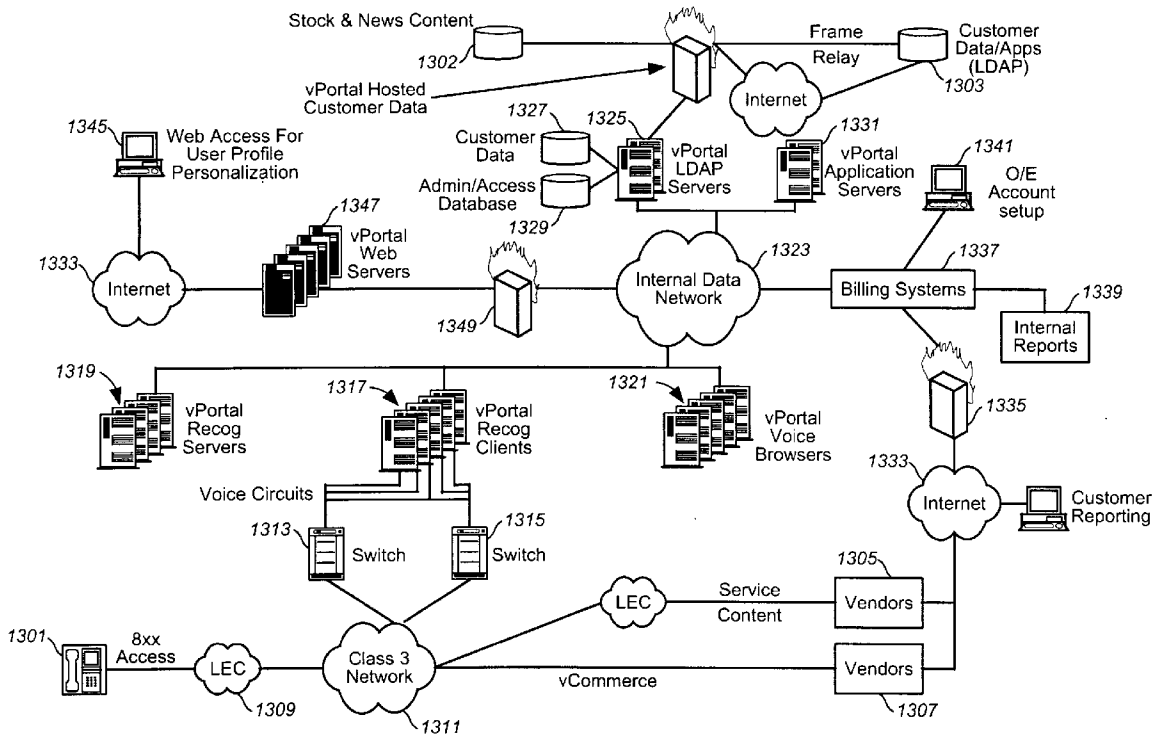 Stock & News Content
1302
Frame
Relay
Customer
Data/Apps
(LDAP)
1303
vPortal Hosted
Customer Data
Internet
1345
Web Access For
User Profile
Personalization
1327
Customer
Data
Admin/Access
Database
1329
1325
vPortal
LDAP
Servers
1331
vPortal
Application
Servers
1341
O/E
Account
setup
1333
Internet
1347
vPortal
Web
Servers
1349
Internal Data
Network
1323
1337
Billing Systems
1339
Internal
Reports
1319
vPortal
Recog
Servers
1317
vPortal
Recog
Clients
1321
vPortal
Voice
Browsers
1335
Voice Circuits
1313
Switch
1315
Switch
1333
Internet
Customer
Reporting
1301
8xx
Access
LEC
1309
Class 3
Network
1311
LEC
Service
Content
1305
Vendors
vCommerce
Vendors
1307